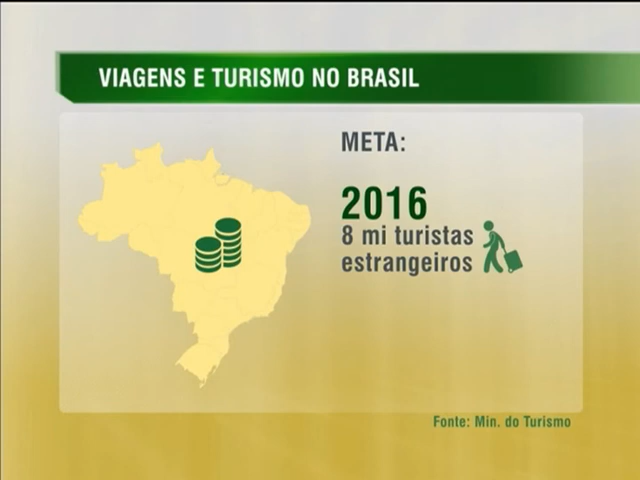 VIAGENS E TURISMO NO BRASIL
META:
2016
8 mi turistas
estrangeiros
Fonte: Min. do Turismo